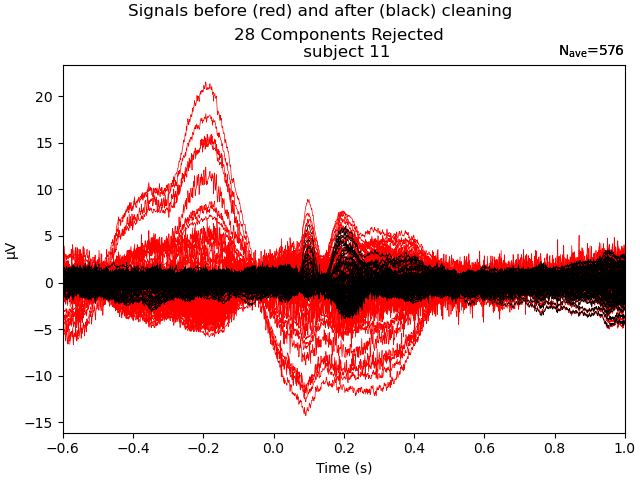 Signals before (red) and after (black) cleaning
28 Components Rejected
subject 11
Nave=576
20
15
10
5
0
−5
−10
−15
µV
−0.6 −0.4 −0.2 0.0 0.2 0.4 0.6 0.8 1.0
Time (s)